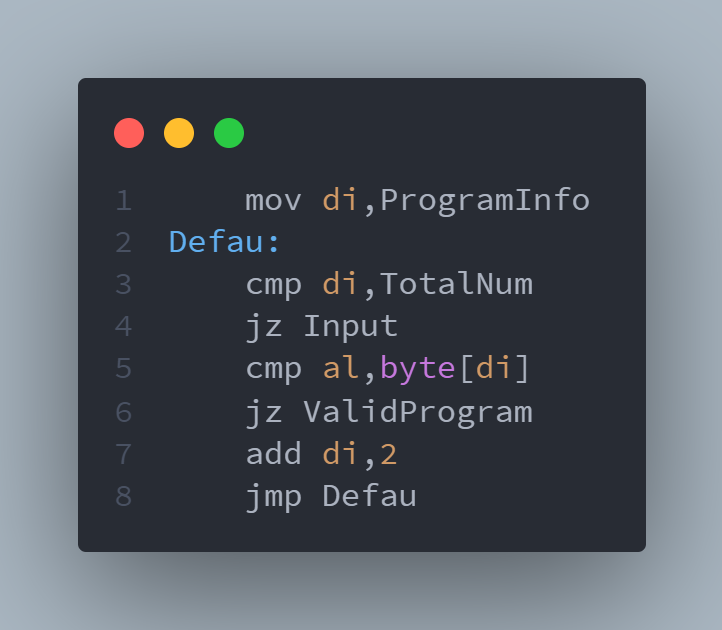 1 mov di,ProgramInfo
2 Defau:
3 cmp di,TotalNum
4 jz Input
5 cmp al,byte[di]
6 jz ValidProgram
7 add di,2
8 jmp Defau